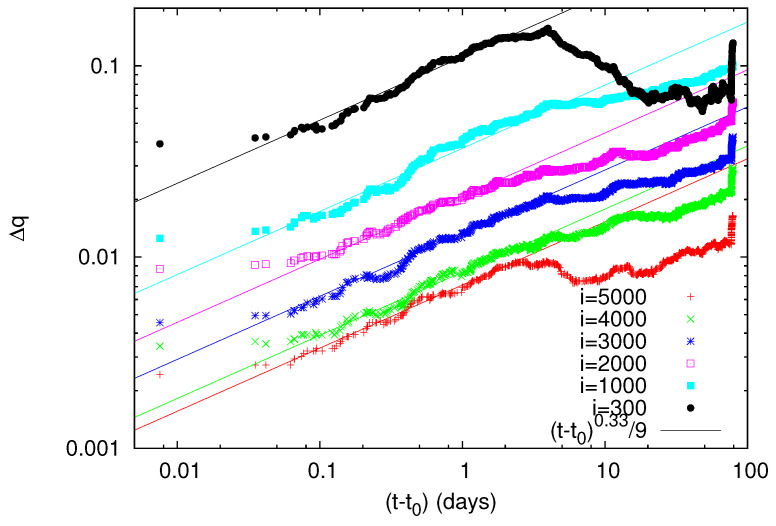 Δq
0.1
0.01
0.001
i=5000
i=4000
i=3000
i=2000
i=1000
i=300
(t-t0)^0.33/9
0.01 0.1 1 10 100
(t-t0) (days)